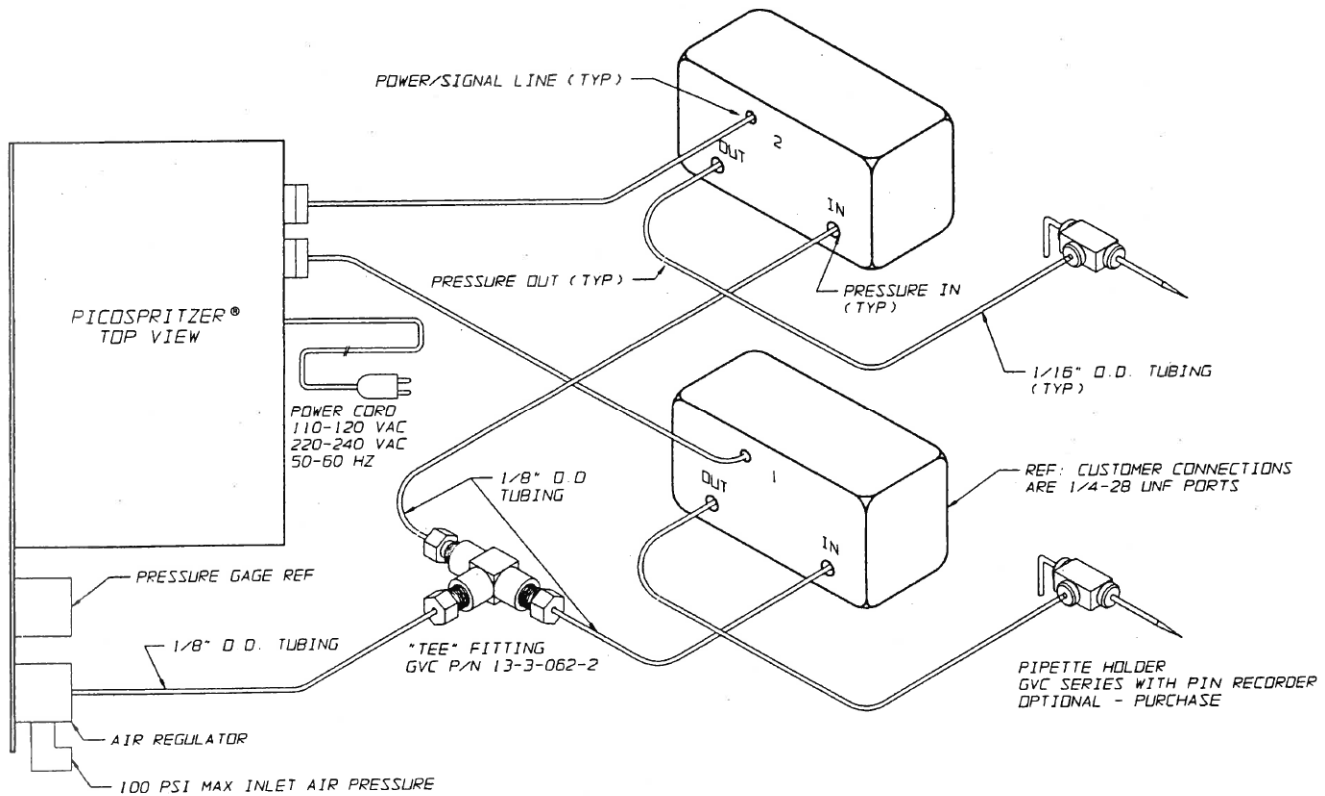 POWER/SIGNAL LINE (TYP)
2
OUT
IN
PRESSURE OUT (TYP)
PRESSURE IN
(TYP)
PICOSPRITZER®
TOP VIEW
1/16" O.D. TUBING
(TYP)
POWER CORD
110-120 VAC
220-240 VAC
50-60 HZ
1/8" O.D
TUBING
1
OUT
IN
REF: CUSTOMER CONNECTIONS
ARE 1/4-28 UNF PORTS
PRESSURE GAGE REF
1/8" O.D. TUBING
"TEE" FITTING
GVC P/N 13-3-062-2
PIPETTE HOLDER
GVC SERIES WITH PIN RECORDER
OPTIONAL - PURCHASE
AIR REGULATOR
100 PSI MAX INLET AIR PRESSURE